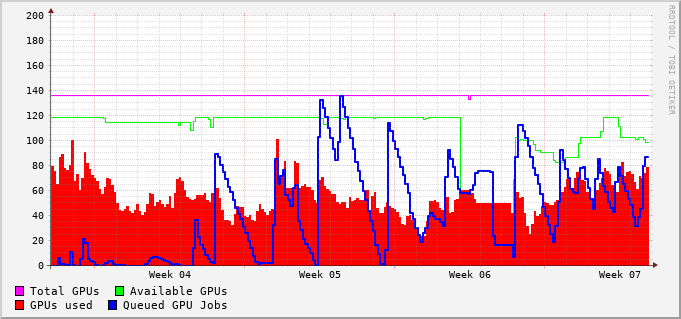 200
180
160
140
120
100
80
60
40
20
0
Week 04 Week 05 Week 06 Week 07
Total GPUs Available GPUs
GPUs used Queued GPU Jobs
RRDTOOL / TOBI OETIKER